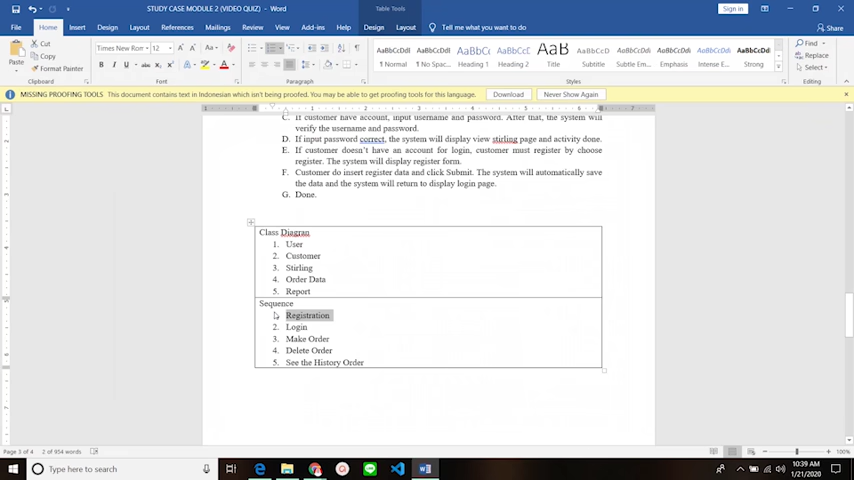 STUDY CASE MODULE 2 (VIDEO QUIZ) - Word
Table Tools
Sign in
File Home Insert Design Layout References Mailings Review View Add-ins Help Design Layout Tell me what you want to do Share
Cut
Copy
Format Painter
Paste
Clipboard
Times New Rom 12
Font
Paragraph
AaBbCcDdI AaBbCcDdI AaBbCcI AaBbCcD AaB AaBbCcD AaBbCcDdI AaBbCcDdI AaBbCcDdI AaBbCcDdI
1 Normal 1 No Spac... Heading 1 Heading 2 Title Subtitle Subtle Em... Emphasis Intense E... Strong
Styles
Find
Replace
Select
Editing
MISSING PROOFING TOOLS This document contains text in Indonesian which isn't being proofed. You may be able to get proofing tools for this language. Download Never Show Again
C. If customer have account, input username and password. After that, the system will
verify the username and password.
D. If input password correct, the system will display view stirling page and activity done.
E. If customer doesn't have an account for login, customer must register by choose
register. The system will display register form.
F. Customer do insert register data and click Submit. The system will automatically save
the data and the system will return to display login page.
G. Done.
Class Diagran
1. User
2. Customer
3. Stirling
4. Order Data
5. Report
Sequence
Registration
2. Login
3. Make Order
4. Delete Order
5. See the History Order
Page 3 of 4 2 of 954 words 100%
Type here to search
10:39 AM
1/21/2020